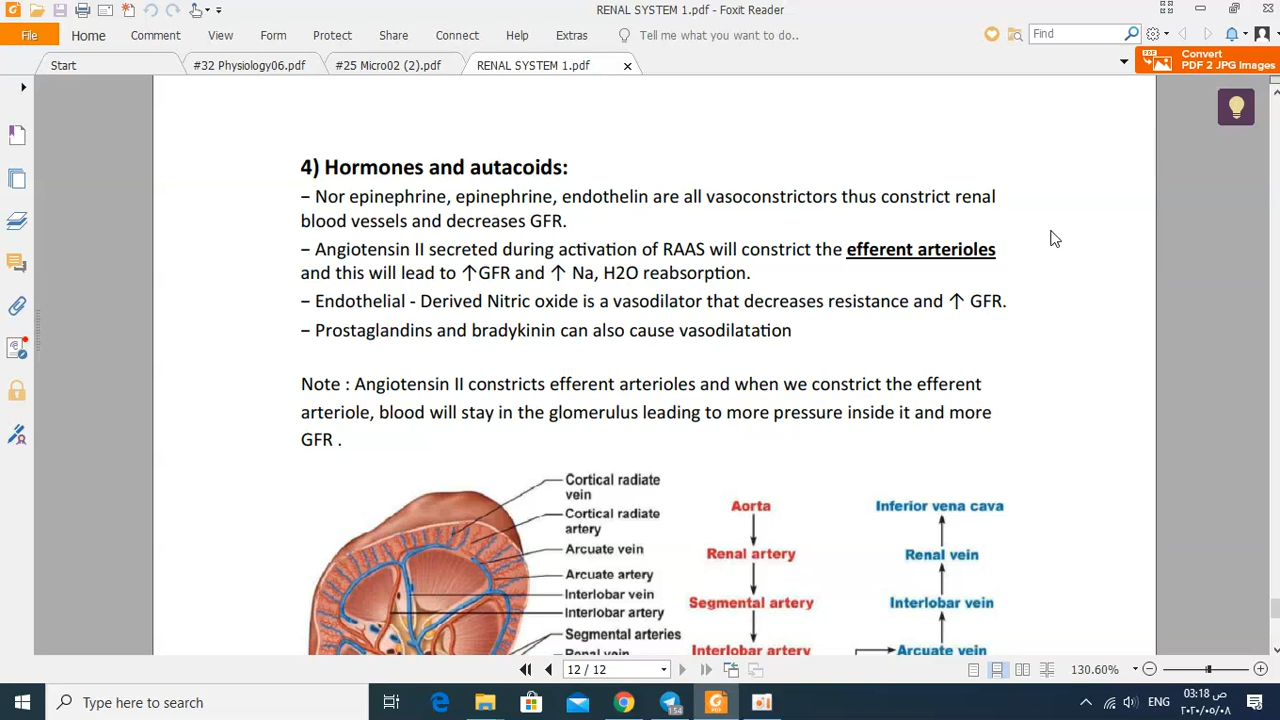 RENAL SYSTEM 1.pdf - Foxit Reader
File Home Comment View Form Protect Share Connect Help Extras Tell me what you want to do.. Find
Start #32 Physiology06.pdf #25 Micro02 (2).pdf RENAL SYSTEM 1.pdf
Convert
PDF 2 JPG Images
4) Hormones and autacoids:
– Nor epinephrine, epinephrine, endothelin are all vasoconstrictors thus constrict renal
blood vessels and decreases GFR.
– Angiotensin II secreted during activation of RAAS will constrict the efferent arterioles
and this will lead to ↑GFR and ↑ Na, H2O reabsorption.
– Endothelial - Derived Nitric oxide is a vasodilator that decreases resistance and ↑ GFR.
– Prostaglandins and bradykinin can also cause vasodilatation
Note : Angiotensin II constricts efferent arterioles and when we constrict the efferent
arteriole, blood will stay in the glomerulus leading to more pressure inside it and more
GFR .
Cortical radiate
vein
Cortical radiate
artery
Arcuate vein
Arcuate artery
Interlobar vein
Interlobar artery
Segmental arteries
Renal vein
Aorta
Renal artery
Segmental artery
Interlobar artery
Inferior vena cava
Renal vein
Interlobar vein
Arcuate vein
12 / 12
130.60%
Type here to search
154
PDF
ENG
03:18 ص
٢٠٢٠/٠٥/٠٨